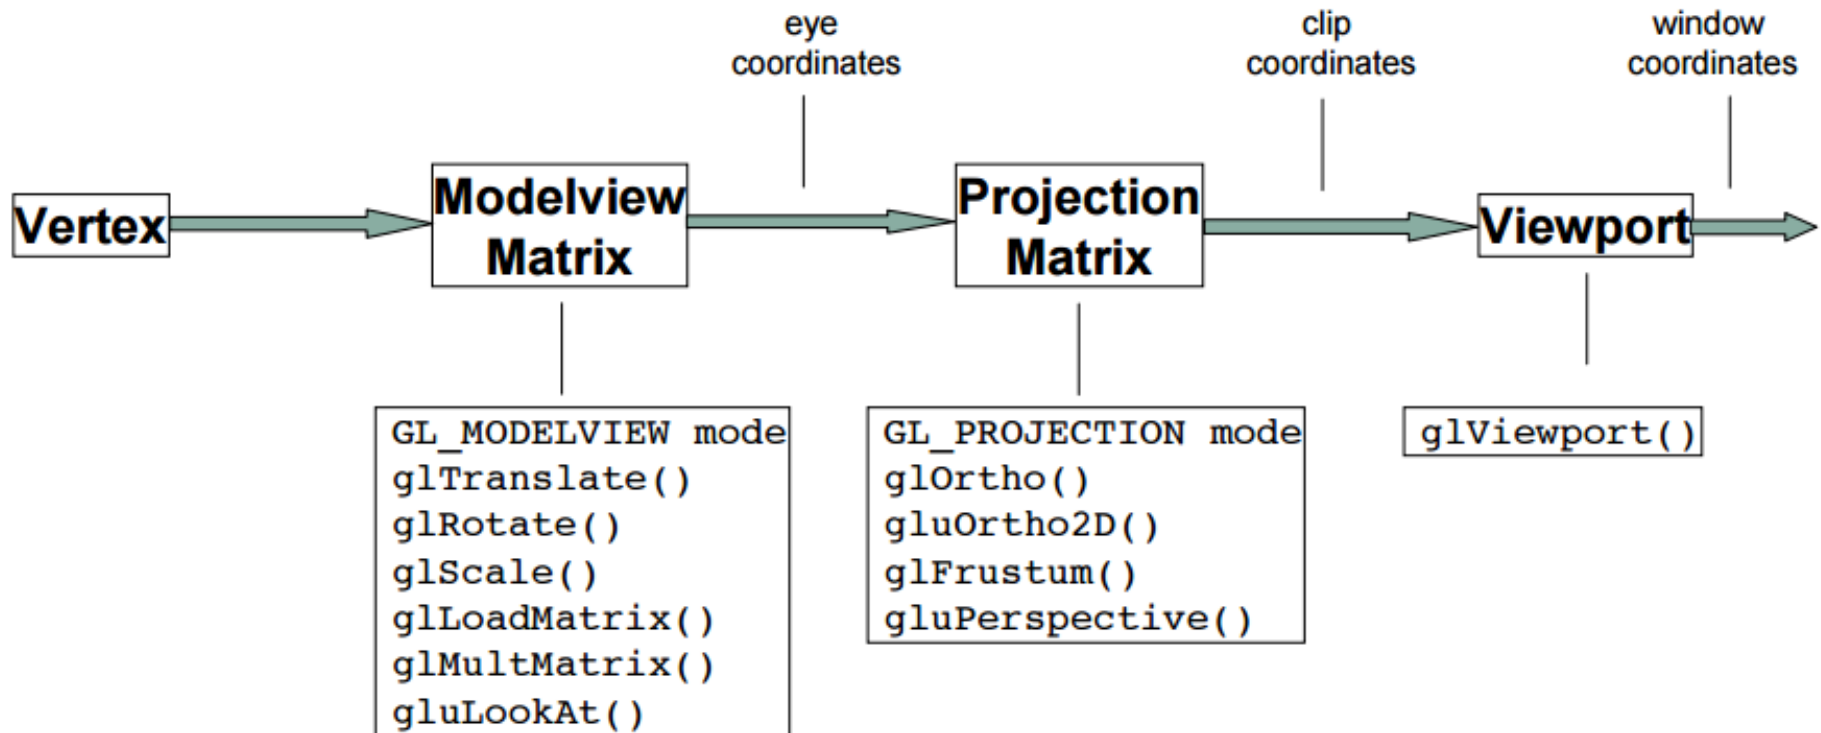 eye
coordinates
clip
coordinates
window
coordinates
Vertex
Modelview
Matrix
Projection
Matrix
Viewport
GL_MODELVIEW mode
glTranslate()
glRotate()
glScale()
glLoadMatrix()
glMultMatrix()
gluLookAt()
GL_PROJECTION mode
glOrtho()
gluOrtho2D()
glFrustum()
gluPerspective()
glViewport()